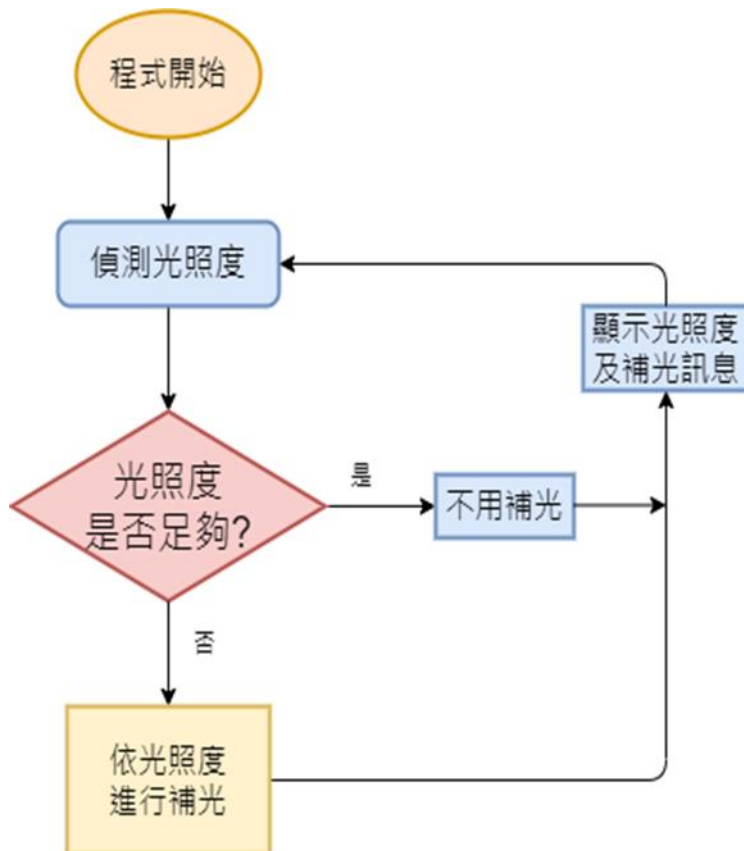 程式開始
偵測光照度
顯示光照度
及補光訊息
光照度
是否足夠?
是
不用補光
否
依光照度
進行補光